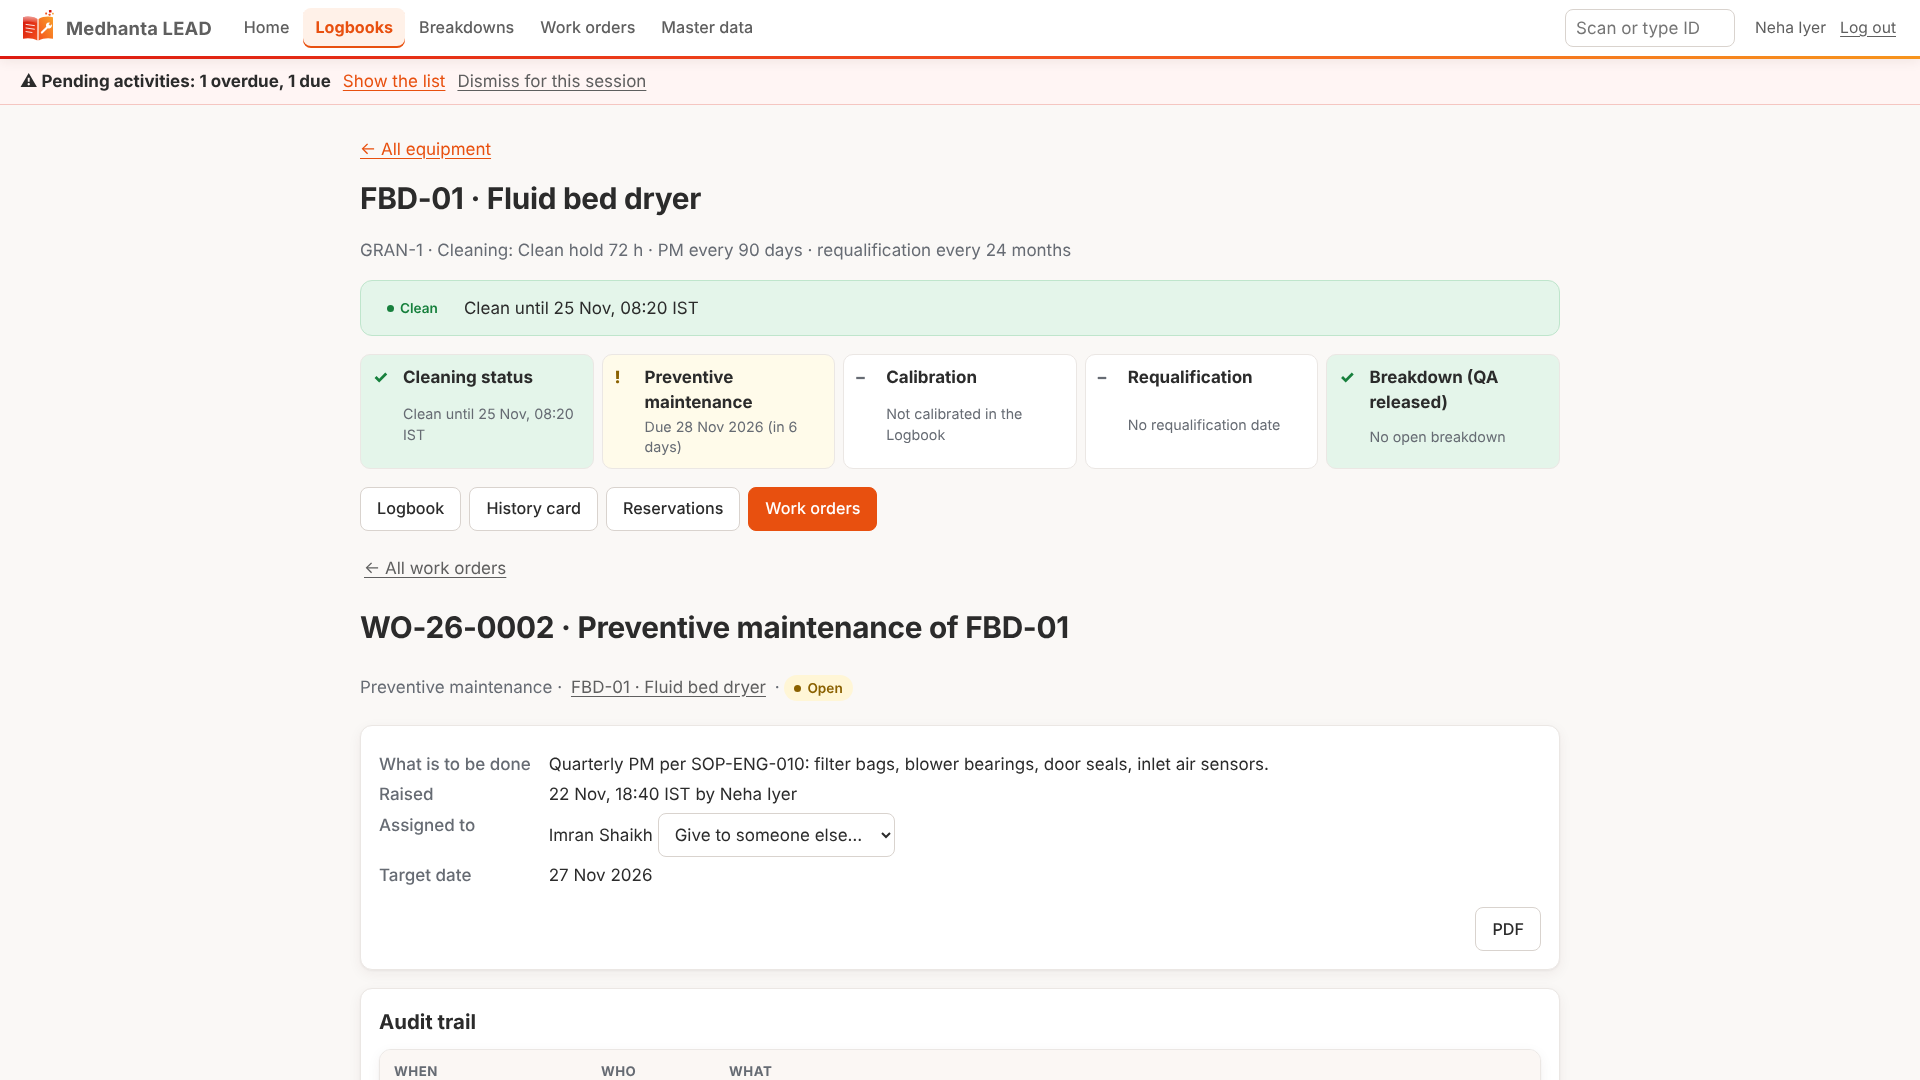 Medhanta LEAD
Home
Logbooks
Breakdowns
Work orders
Master data
Scan or type ID
Neha Iyer
Log out
Pending activities: 1 overdue, 1 due
Show the list
Dismiss for this session
← All equipment
FBD-01 · Fluid bed dryer
GRAN-1 · Cleaning: Clean hold 72 h · PM every 90 days · requalification every 24 months
Clean
Clean until 25 Nov, 08:20 IST
Cleaning status
Clean until 25 Nov, 08:20
IST
Preventive
maintenance
Due 28 Nov 2026 (in 6
days)
Calibration
Not calibrated in the
Logbook
Requalification
No requalification date
Breakdown (QA
released)
No open breakdown
Logbook
History card
Reservations
Work orders
← All work orders
WO-26-0002 · Preventive maintenance of FBD-01
Preventive maintenance · FBD-01 · Fluid bed dryer · Open
What is to be done Quarterly PM per SOP-ENG-010: filter bags, blower bearings, door seals, inlet air sensors.
Raised 22 Nov, 18:40 IST by Neha Iyer
Assigned to Imran Shaikh Give to someone else...
Target date 27 Nov 2026
PDF
Audit trail
WHEN WHO WHAT